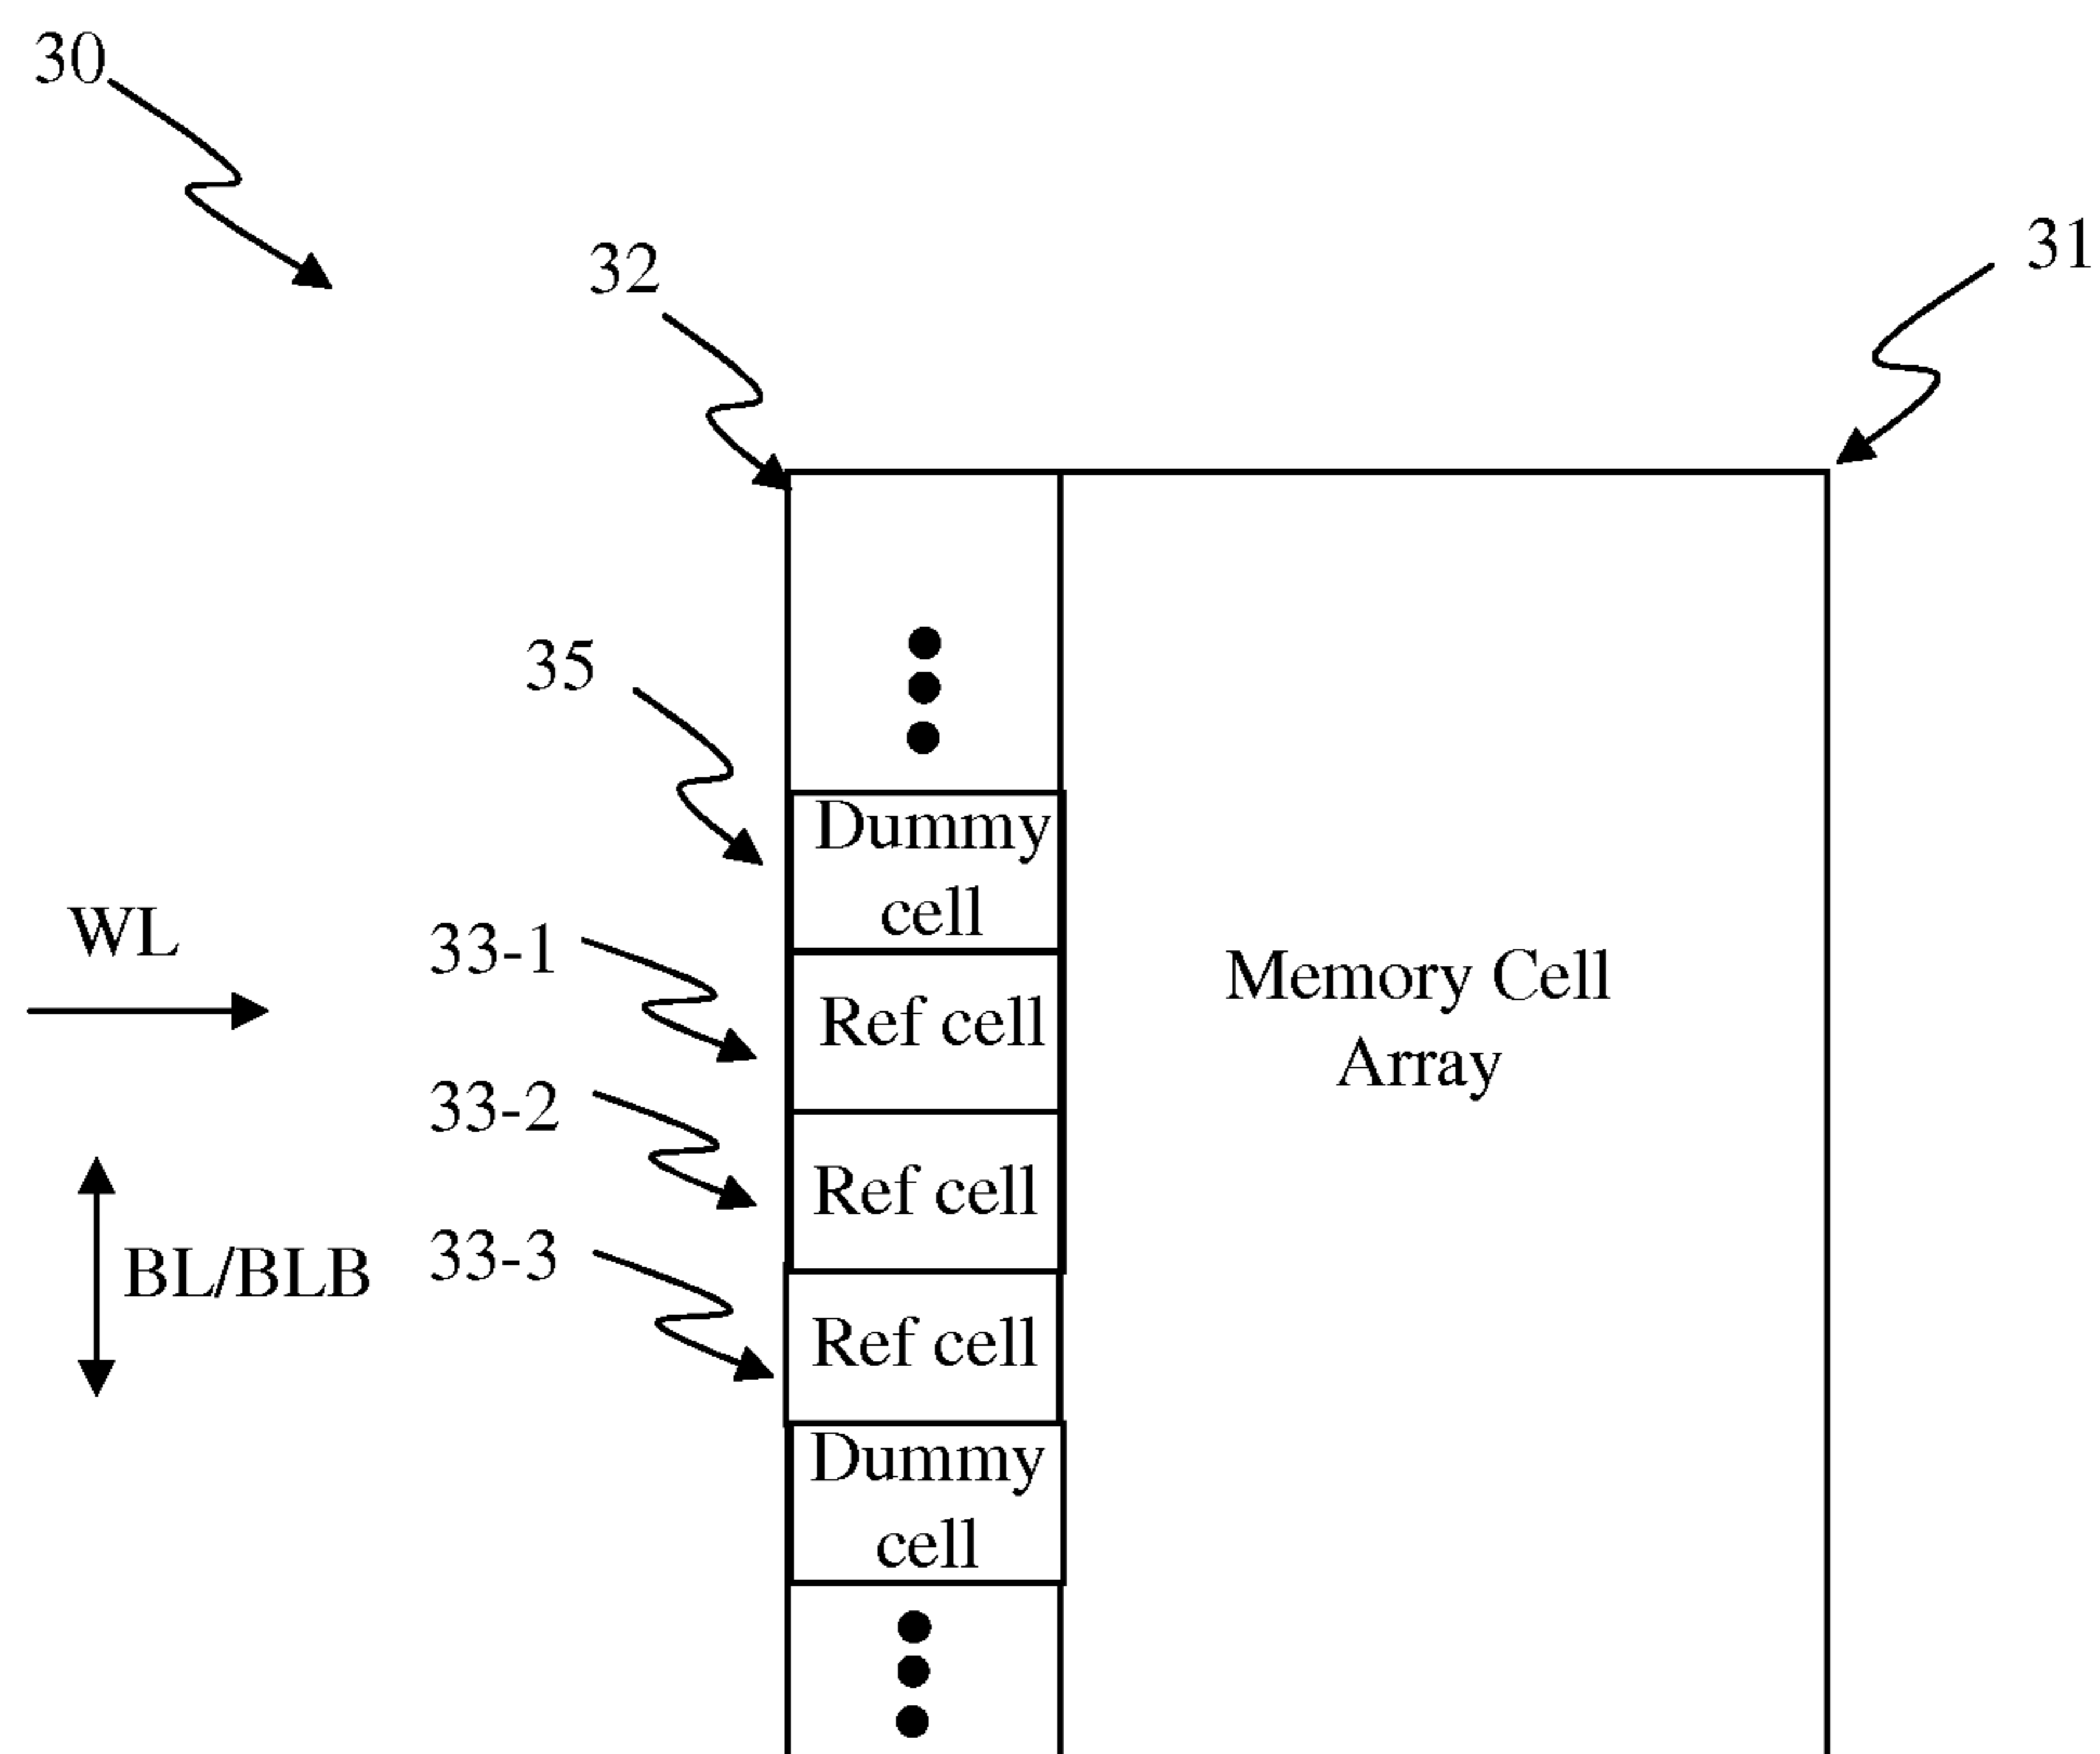 30
32
31
35
Dummy
cell
WL
33-1
Ref cell
Memory Cell
Array
33-2
Ref cell
BL/BLB
33-3
Ref cell
Dummy
cell